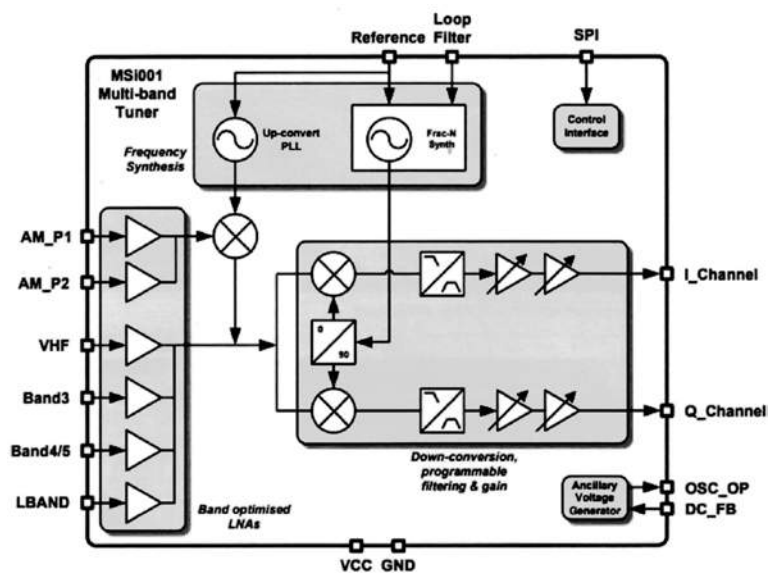 Reference
Loop
Filter
SPI
MSi001
Multi-band
Tuner
Up-convert
PLL
Frac-N
Synth
Control
Interface
Frequency
Synthesis
AM_P1
AM_P2
VHF
Band3
Band4/5
LBAND
0
90
I_Channel
Q_Channel
Down-conversion,
programmable
filtering & gain
Band optimised
LNAs
Ancillary
Voltage
Generator
OSC_OP
DC_FB
VCC GND